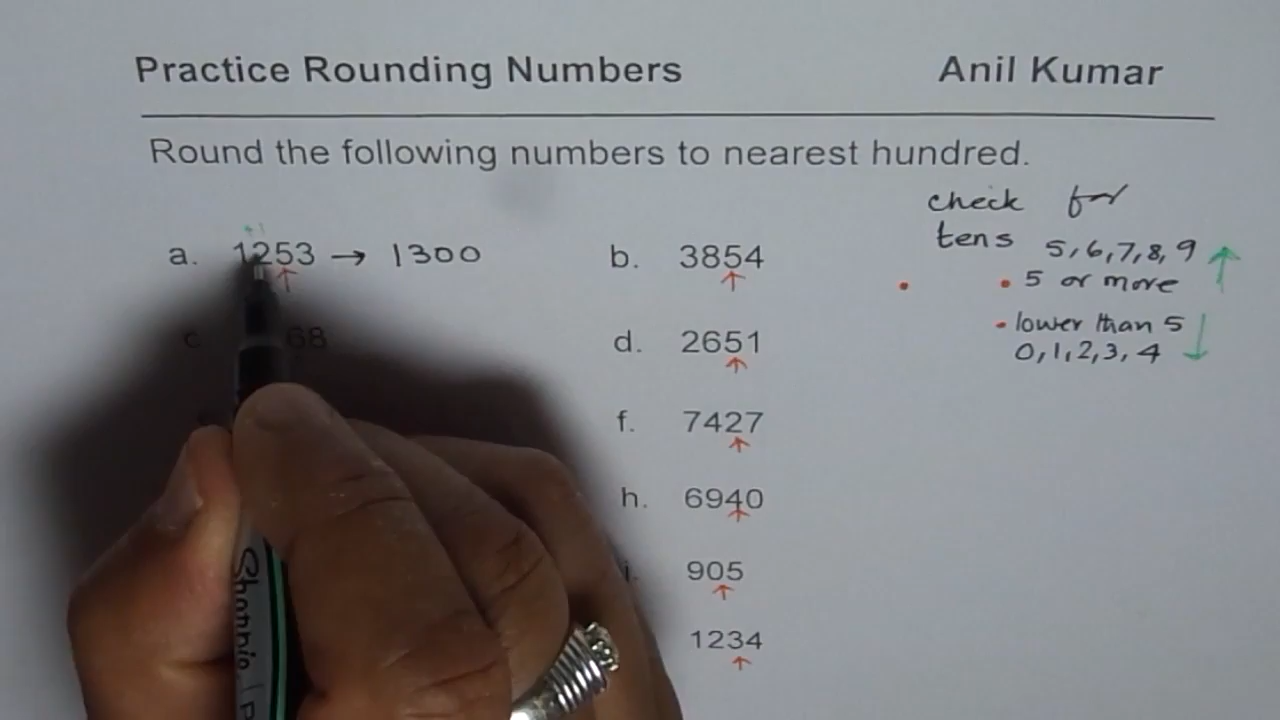 Practice Rounding Numbers Anil Kumar
Round the following numbers to nearest hundred.
check for
tens 5,6,7,8,9
• 5 or more
• lower than 5
0,1,2,3,4
a. 1253 → 1300 b. 3854
c. 68 d. 2651
f. 7427
h. 6940
905
1234
Sharpie